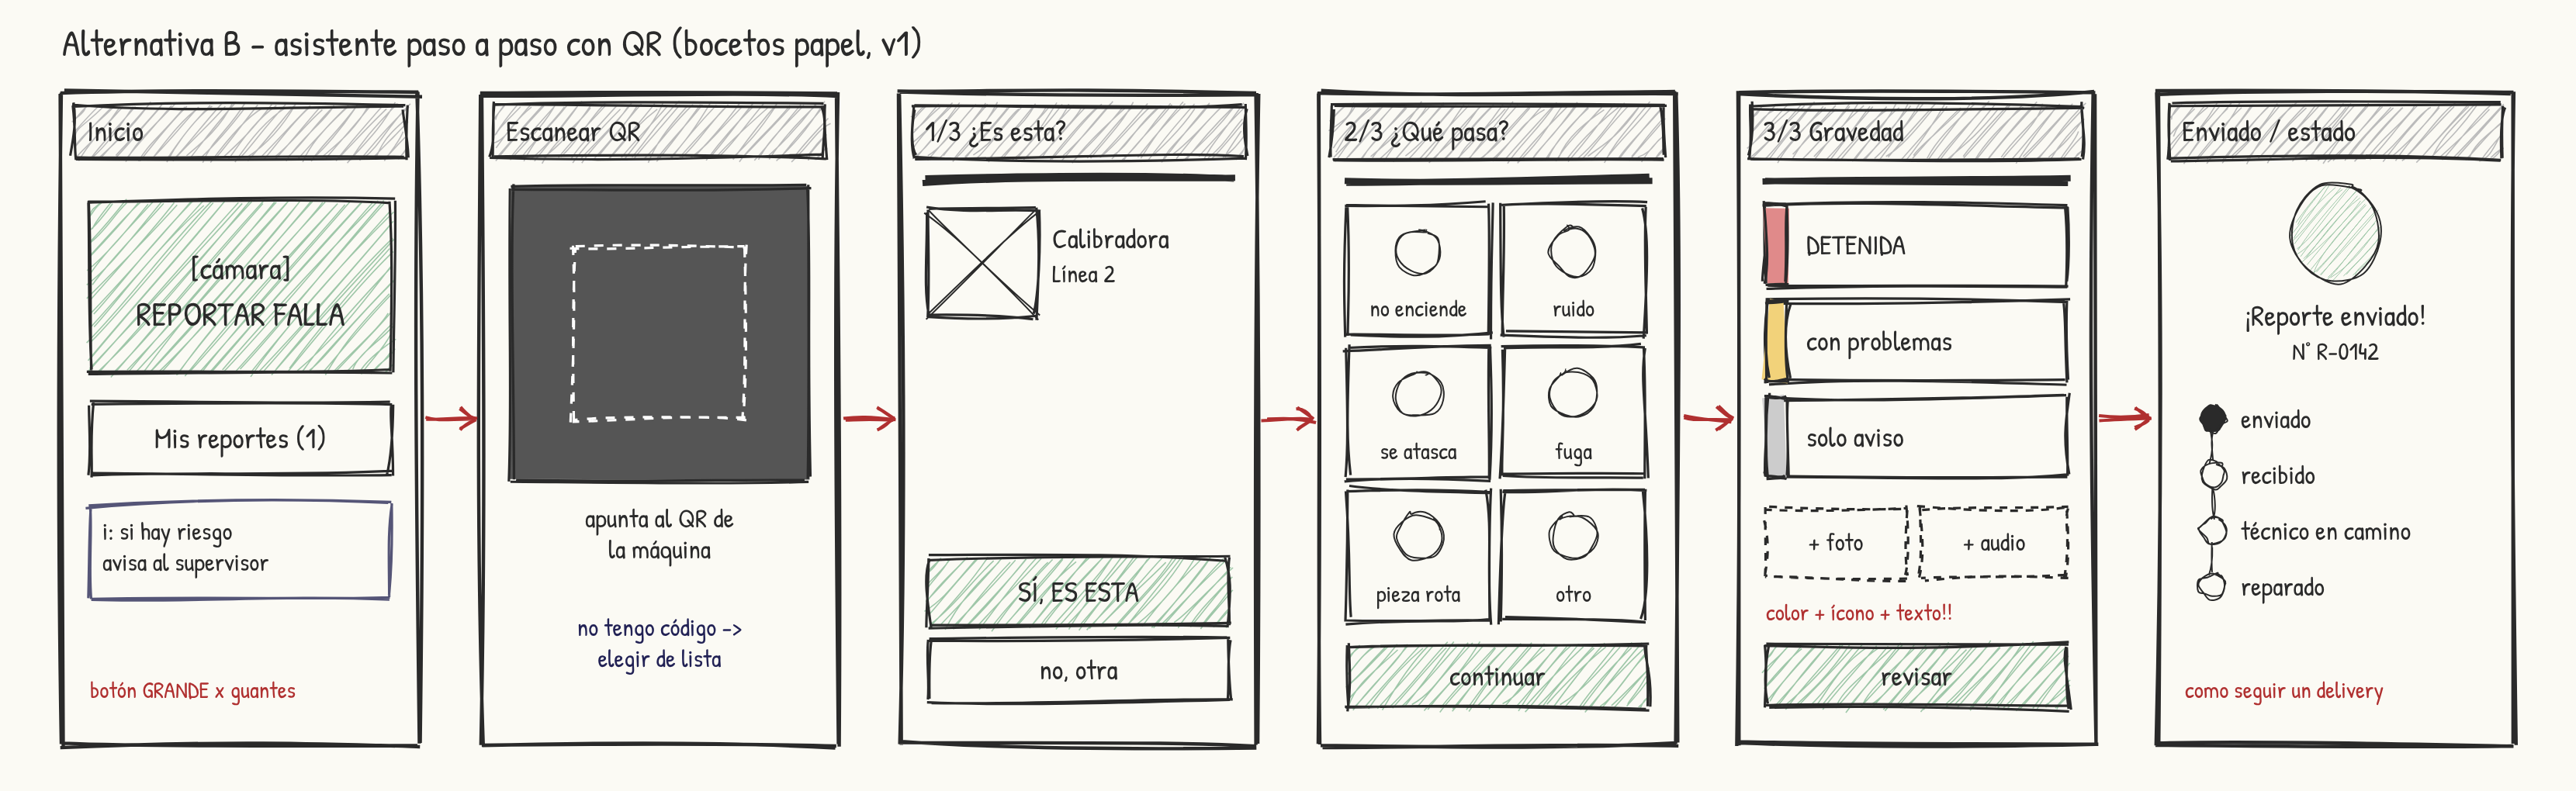 Alternativa B - asistente paso a paso con QR (bocetos papel, v1)
Inicio
[cámara]
REPORTAR FALLA
Mis reportes (1)
i: si hay riesgo
avisa al supervisor
botón GRANDE x guantes
Escanear QR
apunta al QR de
la máquina
no tengo código ->
elegir de lista
1/3 ¿Es esta?
Calibradora
Línea 2
SÍ, ES ESTA
no, otra
2/3 ¿Qué pasa?
no enciende
ruido
se atasca
fuga
pieza rota
otro
continuar
3/3 Gravedad
DETENIDA
con problemas
solo aviso
+ foto
+ audio
color + ícono + texto!!
revisar
Enviado / estado
¡Reporte enviado!
N° R-0142
enviado
recibido
técnico en camino
reparado
como seguir un delivery